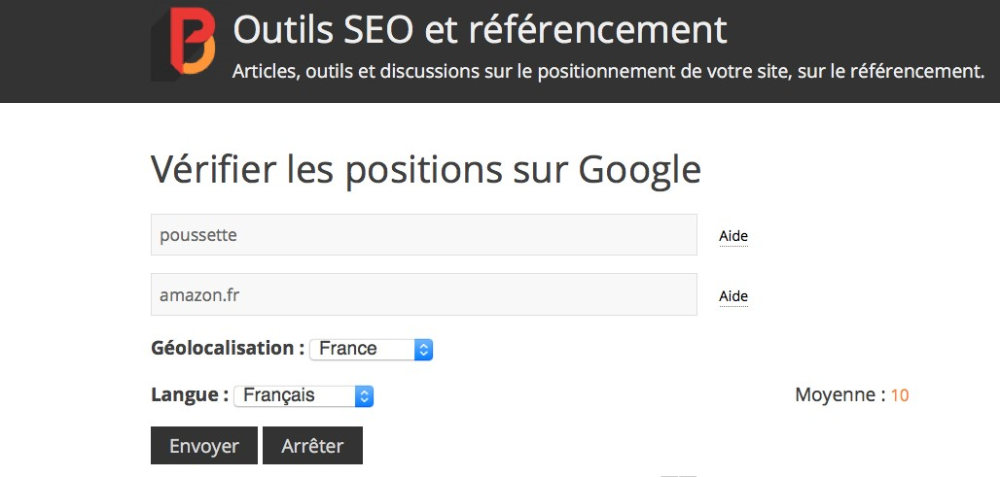 Outils SEO et référencement
Articles, outils et discussions sur le positionnement de votre site, sur le référencement.
Vérifier les positions sur Google
poussette Aide
amazon.fr Aide
Géolocalisation : France
Langue : Français Moyenne : 10
Envoyer Arrêter